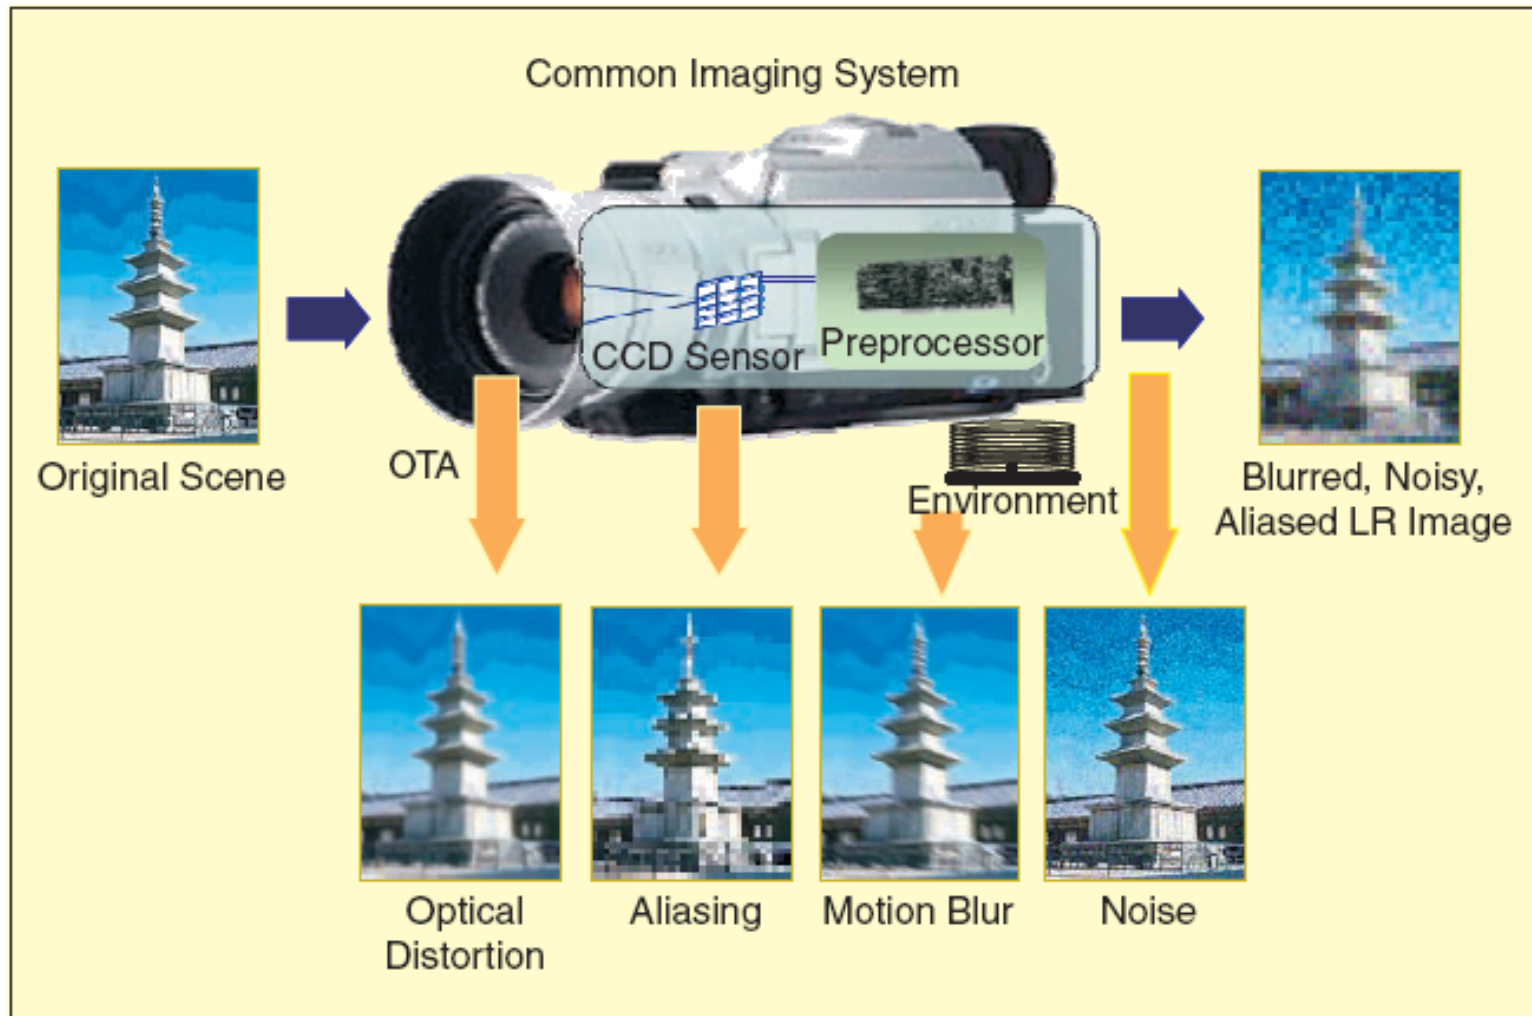 Common Imaging System
CCD Sensor
Preprocessor
Original Scene
OTA
Environment
Blurred, Noisy,
Aliased LR Image
Optical
Distortion
Aliasing
Motion Blur
Noise